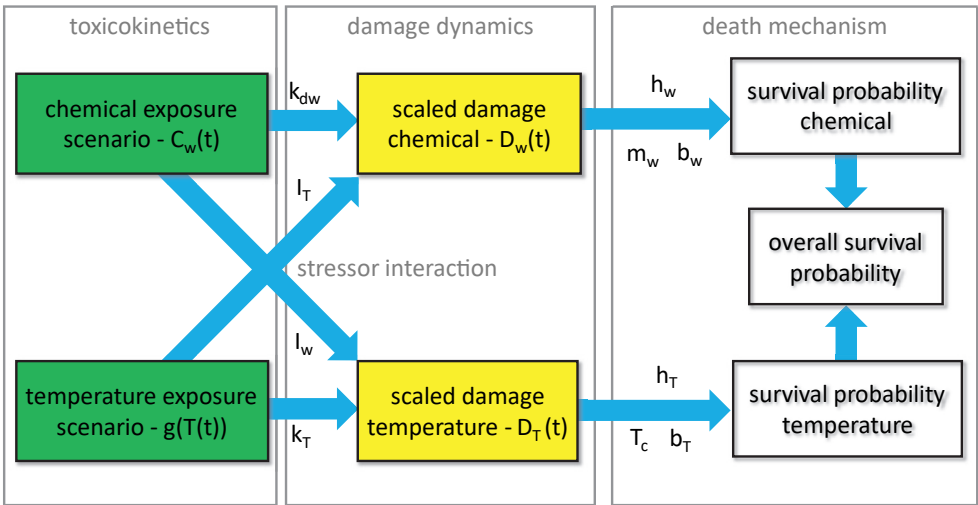 toxicokinetics
damage dynamics
death mechanism
chemical exposure
scenario - C_w(t)
k_dw
scaled damage
chemical - D_w(t)
h_w
m_w b_w
survival probability
chemical
I_T
overall survival
probability
stressor interaction
I_w
temperature exposure
scenario - g(T(t))
k_T
scaled damage
temperature - D_T(t)
h_T
T_c b_T
survival probability
temperature